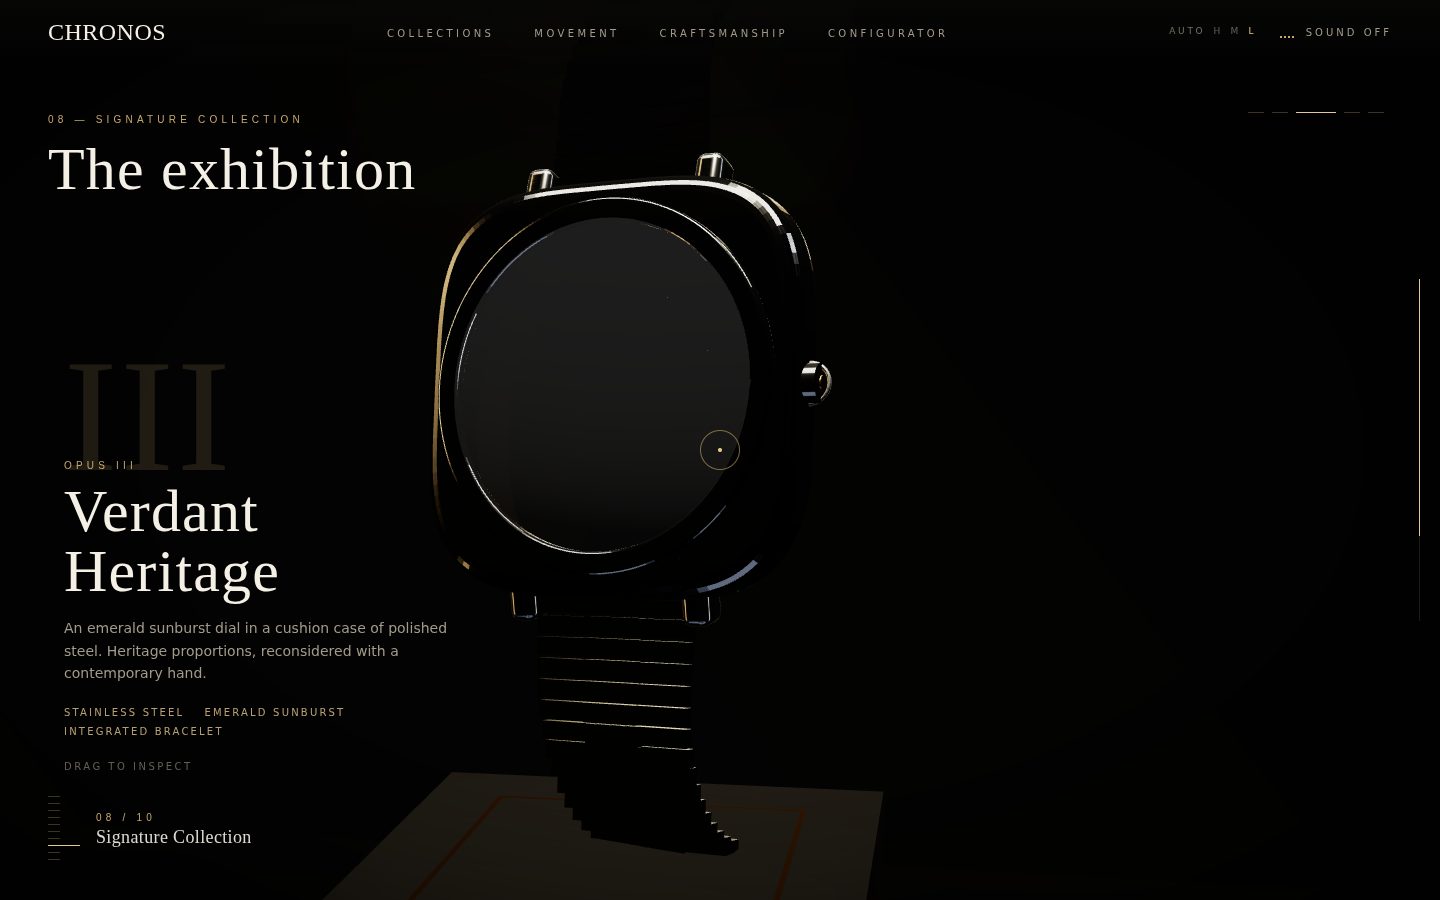 CHRONOS
COLLECTIONS MOVEMENT CRAFTSMANSHIP CONFIGURATOR
AUTO H M L SOUND OFF
08 — SIGNATURE COLLECTION
The exhibition
III
OPUS III
Verdant
Heritage
An emerald sunburst dial in a cushion case of polished
steel. Heritage proportions, reconsidered with a
contemporary hand.
STAINLESS STEEL EMERALD SUNBURST
INTEGRATED BRACELET
DRAG TO INSPECT
08 / 10
Signature Collection